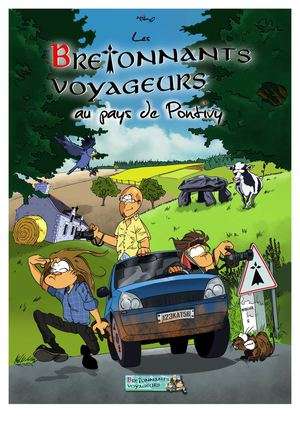 Les
BRETONNANTS
VOYAGEURS
au pays de Pontivy
BRETONNANTS
VOYAGEURS